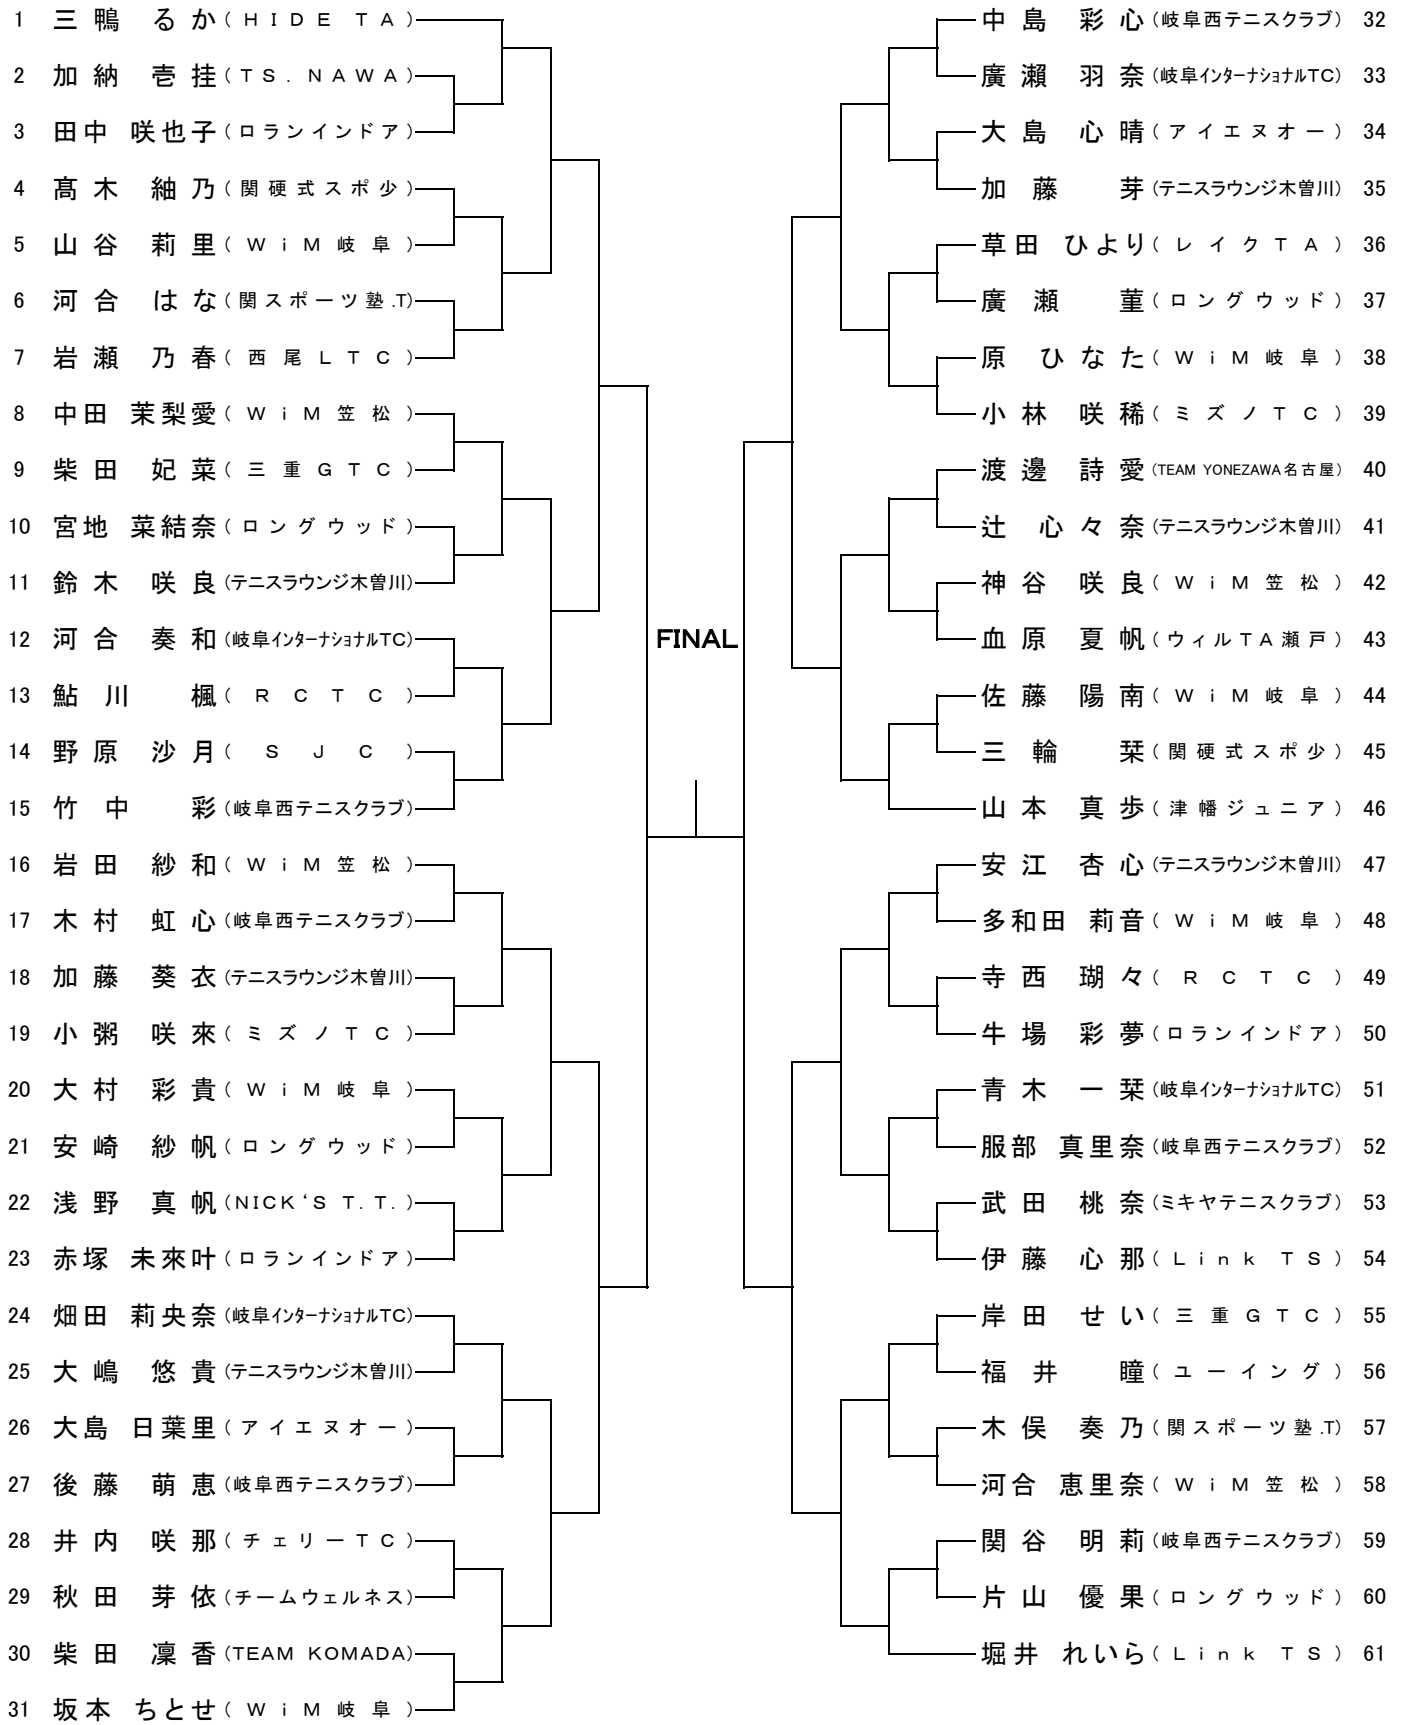 1 三鴨 るか (HIDE TA)
2 加納 壱挂 (TS.NAWA)
3 田中 咲也子 (ロランインドア)
4 髙木 紬乃 (関硬式スポ少)
5 山谷 莉里 (WiM岐阜)
6 河合 はな (関スポーツ塾.T)
7 岩瀬 乃春 (西尾LTC)
8 中田 茉梨愛 (WiM笠松)
9 柴田 妃菜 (三重GTC)
10 宮地 菜結奈 (ロングウッド)
11 鈴木 咲良 (テニスラウンジ木曽川)
12 河合 奏和 (岐阜インターナショナルTC)
13 鮎川 楓 (RCTC)
14 野原 沙月 (SJC)
15 竹中 彩 (岐阜西テニスクラブ)
16 岩田 紗和 (WiM笠松)
17 木村 虹心 (岐阜西テニスクラブ)
18 加藤 葵衣 (テニスラウンジ木曽川)
19 小粥 咲來 (ミズノTC)
20 大村 彩貴 (WiM岐阜)
21 安崎 紗帆 (ロングウッド)
22 浅野 真帆 (NICK‘S T.T.)
23 赤塚 未來叶 (ロランインドア)
24 畑田 莉央奈 (岐阜インターナショナルTC)
25 大嶋 悠貴 (テニスラウンジ木曽川)
26 大島 日葉里 (アイエヌオー)
27 後藤 萌恵 (岐阜西テニスクラブ)
28 井内 咲那 (チェリーTC)
29 秋田 芽依 (チームウェルネス)
30 柴田 凜香 (TEAM KOMADA)
31 坂本 ちとせ (WiM岐阜)
FINAL
中島 彩心 (岐阜西テニスクラブ) 32
廣瀨 羽奈 (岐阜インターナショナルTC) 33
大島 心晴 (アイエヌオー) 34
加藤 芽 (テニスラウンジ木曽川) 35
草田 ひより (レイクTA) 36
廣瀬 菫 (ロングウッド) 37
原 ひなた (WiM岐阜) 38
小林 咲稀 (ミズノTC) 39
渡邊 詩愛 (TEAM YONEZAWA名古屋) 40
辻 心々奈 (テニスラウンジ木曽川) 41
神谷 咲良 (WiM笠松) 42
血原 夏帆 (ウィルTA瀬戸) 43
佐藤 陽南 (WiM岐阜) 44
三輪 栞 (関硬式スポ少) 45
山本 真歩 (津幡ジュニア) 46
安江 杏心 (テニスラウンジ木曽川) 47
多和田 莉音 (WiM岐阜) 48
寺西 瑚々 (RCTC) 49
牛場 彩夢 (ロランインドア) 50
青木 一栞 (岐阜インターナショナルTC) 51
服部 真里奈 (岐阜西テニスクラブ) 52
武田 桃奈 (ミキヤテニスクラブ) 53
伊藤 心那 (Link TS) 54
岸田 せい (三重GTC) 55
福井 瞳 (ユーイング) 56
木俣 奏乃 (関スポーツ塾.T) 57
河合 恵里奈 (WiM笠松) 58
関谷 明莉 (岐阜西テニスクラブ) 59
片山 優果 (ロングウッド) 60
堀井 れいら (Link TS) 61